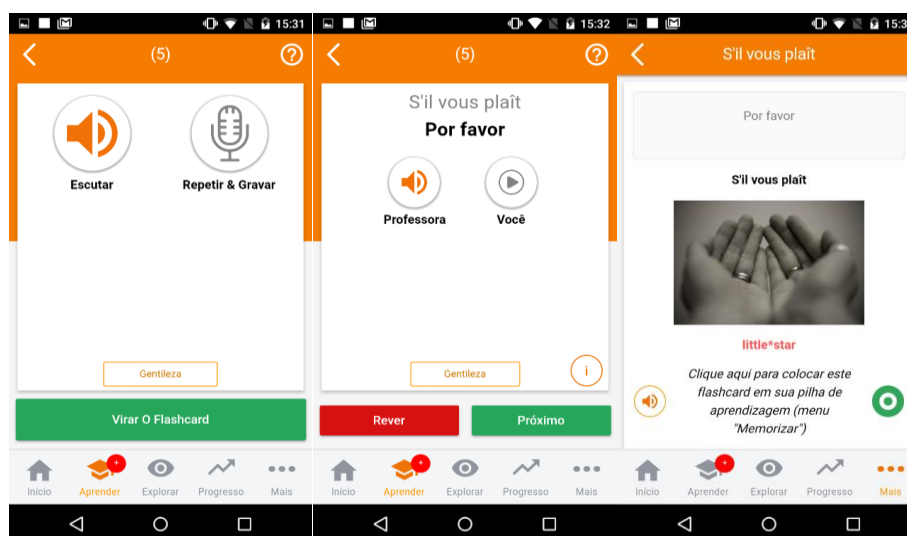 15:31
(5)
?
Escutar
Repetir & Gravar
Gentileza
Virar O Flashcard
+
Início
Aprender
Explorar
Progresso
Mais
15:32
(5)
?
S'il vous plaît
Por favor
Professora
Você
Gentileza
i
Rever
Próximo
+
Início
Aprender
Explorar
Progresso
Mais
15:3
S'il vous plaît
Por favor
S'il vous plaît
little*star
Clique aqui para colocar este
flashcard em sua pilha de
aprendizagem (menu
"Memorizar")
+
Início
Aprender
Explorar
Progresso
Mais